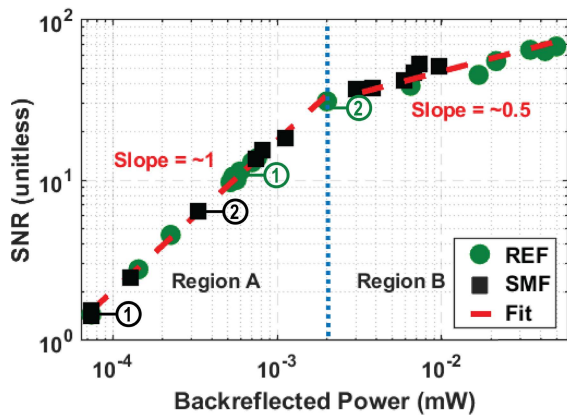 10²
②
Slope = ~0.5
Slope = ~1
①
10¹
②
REF
Region A
Region B
SMF
①
Fit
10⁰
10⁻⁴
10⁻³
10⁻²
Backreflected Power (mW)
SNR (unitless)